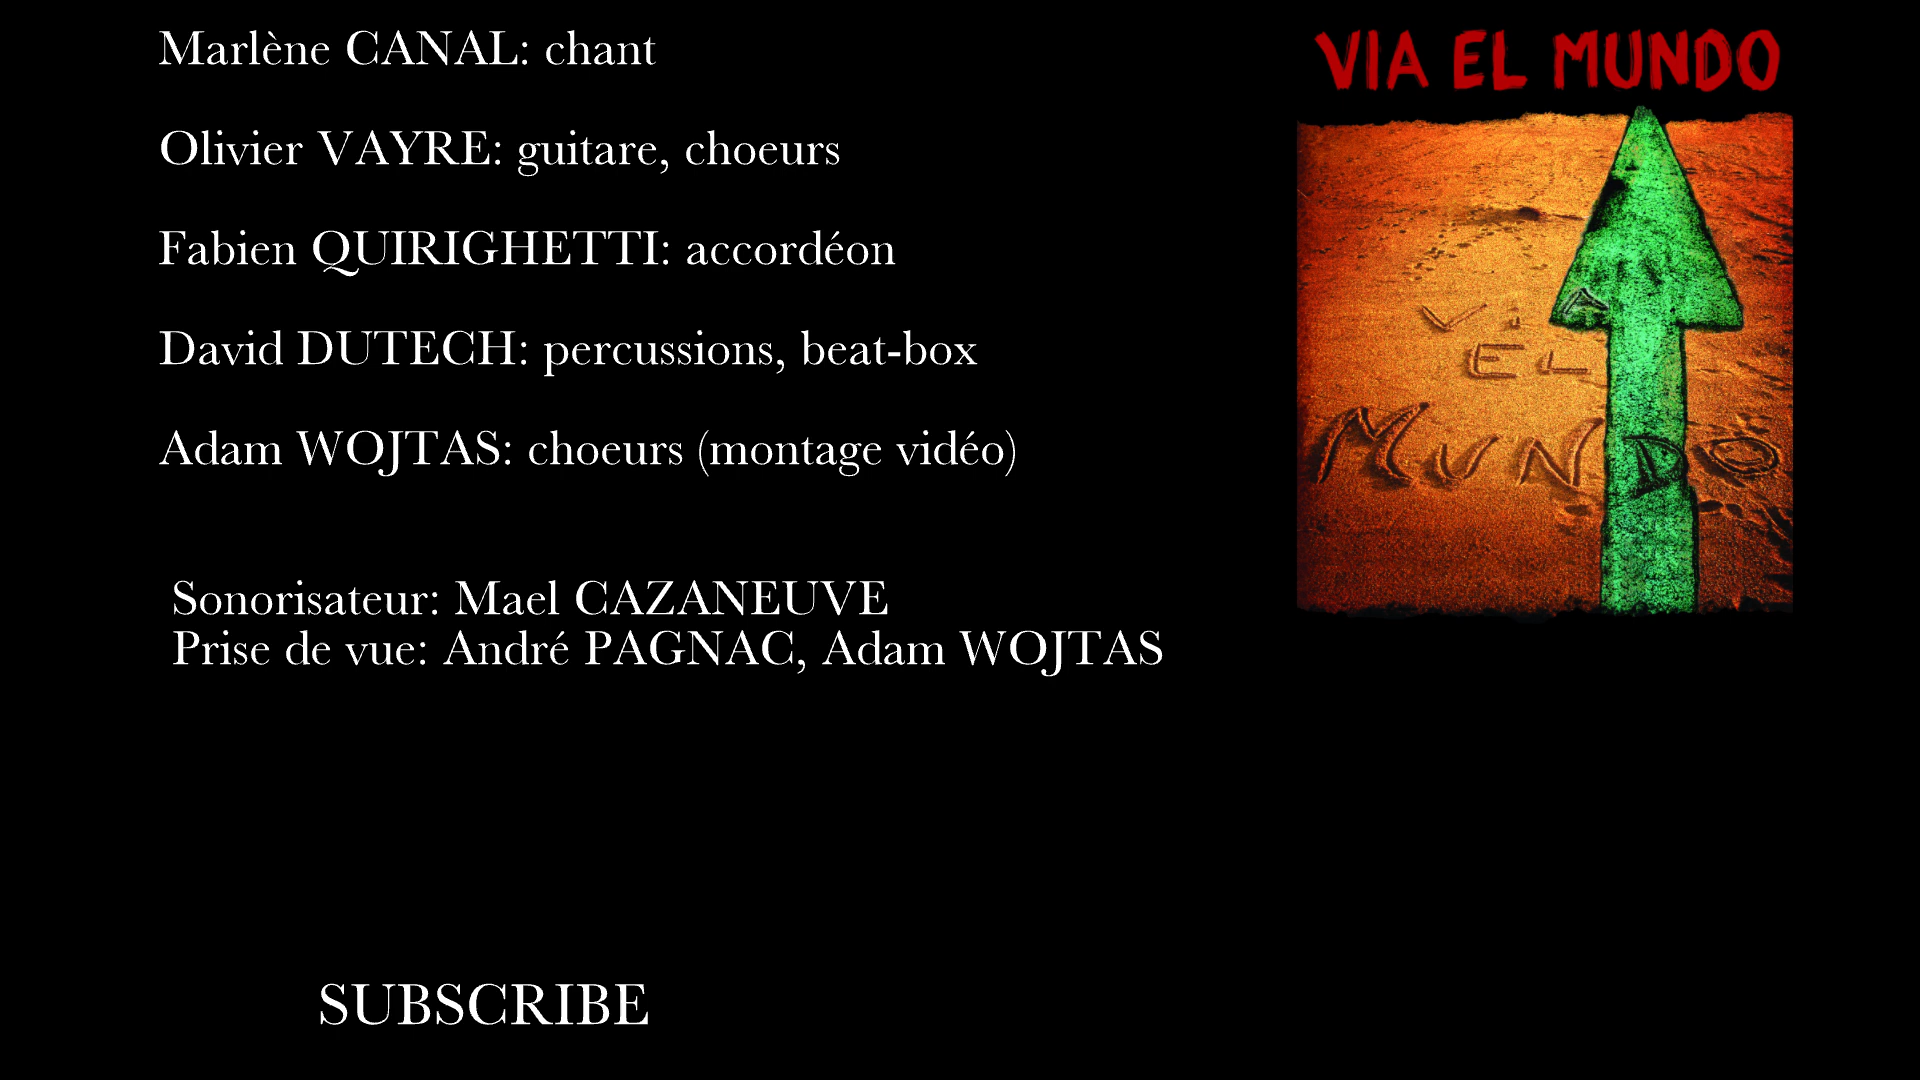 Marlène CANAL: chant
Olivier VAYRE: guitare, choeurs
Fabien QUIRIGHETTI: accordéon
David DUTECH: percussions, beat-box
Adam WOJTAS: choeurs (montage vidéo)
Sonorisateur: Mael CAZANEUVE
Prise de vue: André PAGNAC, Adam WOJTAS
SUBSCRIBE
VIA EL MUNDO
ViA
EL
MUNDO